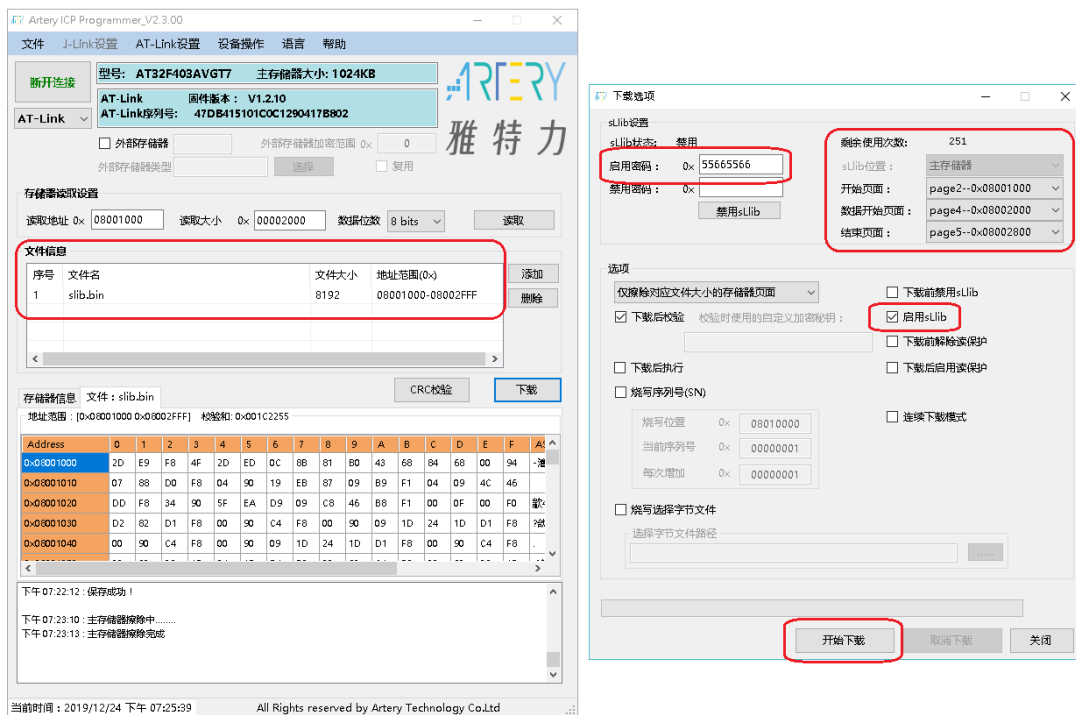 Artery ICP Programmer_V2.3.00
文件 J-Link设置 AT-Link设置 设备操作 语言 帮助
断开连接
型号: AT32F403AVGT7 主存储器大小: 1024KB
AT-Link 固件版本: V1.2.10
AT-Link序列号: 47DB415101C0C1290417B802
AT-Link
ARTERY
雅特力
外部存储器 外部存储器加密范围 0x 0
外部存储器类型 选择 复用
存储器读取设置
读取地址 0x 08001000 读取大小 0x 00002000 数据位数 8 bits 读取
文件信息
序号 文件名 文件大小 地址范围(0x)
1 slib.bin 8192 08001000-08002FFF
添加
删除
CRC校验 下载
存储器信息 文件: slib.bin
地址范围: [0x08001000 0x08002FFF] 校验和: 0x001C2255
Address 0 1 2 3 4 5 6 7 8 9 A B C D E F
0x08001000 2D E9 F8 4F 2D ED 0C 8B 81 B0 43 68 84 68 00 94
0x08001010 07 88 D0 F8 04 90 19 EB 87 09 B9 F1 04 09 4C 46
0x08001020 DD F8 34 90 5F EA D9 09 C8 46 B8 F1 00 0F 00 F0
0x08001030 D2 82 D1 F8 00 90 C4 F8 00 90 09 1D 24 1D D1 F8
0x08001040 00 90 C4 F8 00 90 09 1D 24 1D D1 F8 00 90 C4 F8
下午 07:22:12 : 保存成功!
下午 07:23:10 : 主存储器擦除中........
下午 07:23:13 : 主存储器擦除完成
当前时间: 2019/12/24 下午 07:25:39 All Rights reserved by Artery Technology Co.Ltd
下载选项
sLlib设置
sLlib状态: 禁用
启用密码: 0x 55665566
禁用密码: 0x
禁用sLlib
剩余使用次数: 251
sLlib位置: 主存储器
开始页面: page2--0x08001000
数据开始页面: page4--0x08002000
结束页面: page5--0x08002800
选项
仅擦除对应文件大小的存储器页面 下载前禁用sLlib
下载后校验 校验时使用的自定义加密秘钥: 启用sLlib
下载前解除读保护
下载后执行 下载后启用读保护
烧写序列号(SN)
烧写位置 0x 08010000 连续下载模式
当前序列号 0x 00000001
每次增加 0x 00000001
烧写选择字节文件
选择字节文件路径
......
开始下载 取消下载 关闭